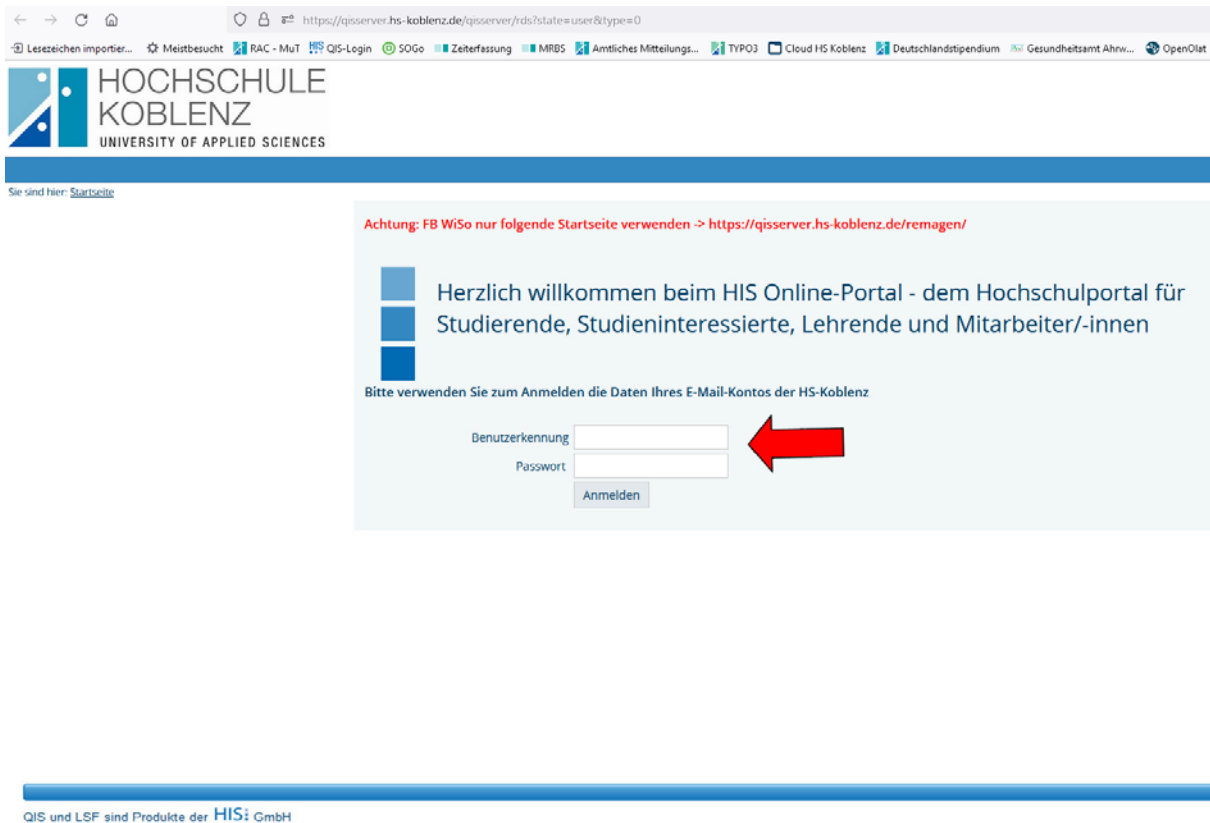 https://qisserver.hs-koblenz.de/qisserver/rds?state=user&type=0
Lesezeichen importier... Meistbesucht RAC - MuT HIS QIS-Login SOGo Zeiterfassung MRBS Amtliches Mitteilungs... TYPO3 Cloud HS Koblenz Deutschlandstipendium Gesundheitsamt Ahrw... OpenOlat
HOCHSCHULE
KOBLENZ
UNIVERSITY OF APPLIED SCIENCES
Sie sind hier: Startseite
Achtung: FB WiSo nur folgende Startseite verwenden -> https://qisserver.hs-koblenz.de/remagen/
Herzlich willkommen beim HIS Online-Portal - dem Hochschulportal für
Studierende, Studieninteressierte, Lehrende und Mitarbeiter/-innen
Bitte verwenden Sie zum Anmelden die Daten Ihres E-Mail-Kontos der HS-Koblenz
Benutzerkennung
Passwort
Anmelden
QIS und LSF sind Produkte der HIS GmbH